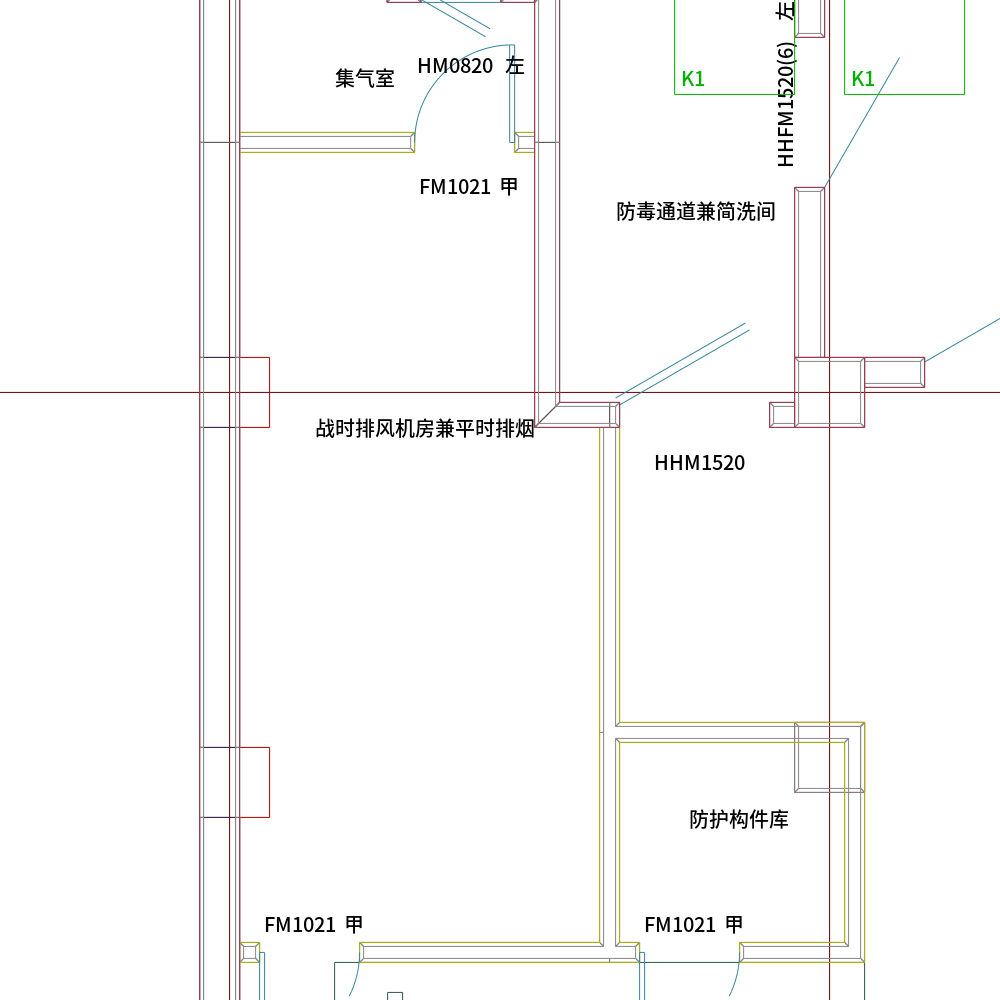 HM0820 左
集气室
K1
K1
HHFM1520(6) 左
FM1021 甲
防毒通道兼简洗间
战时排风机房兼平时排烟
HHM1520
防护构件库
FM1021 甲
FM1021 甲